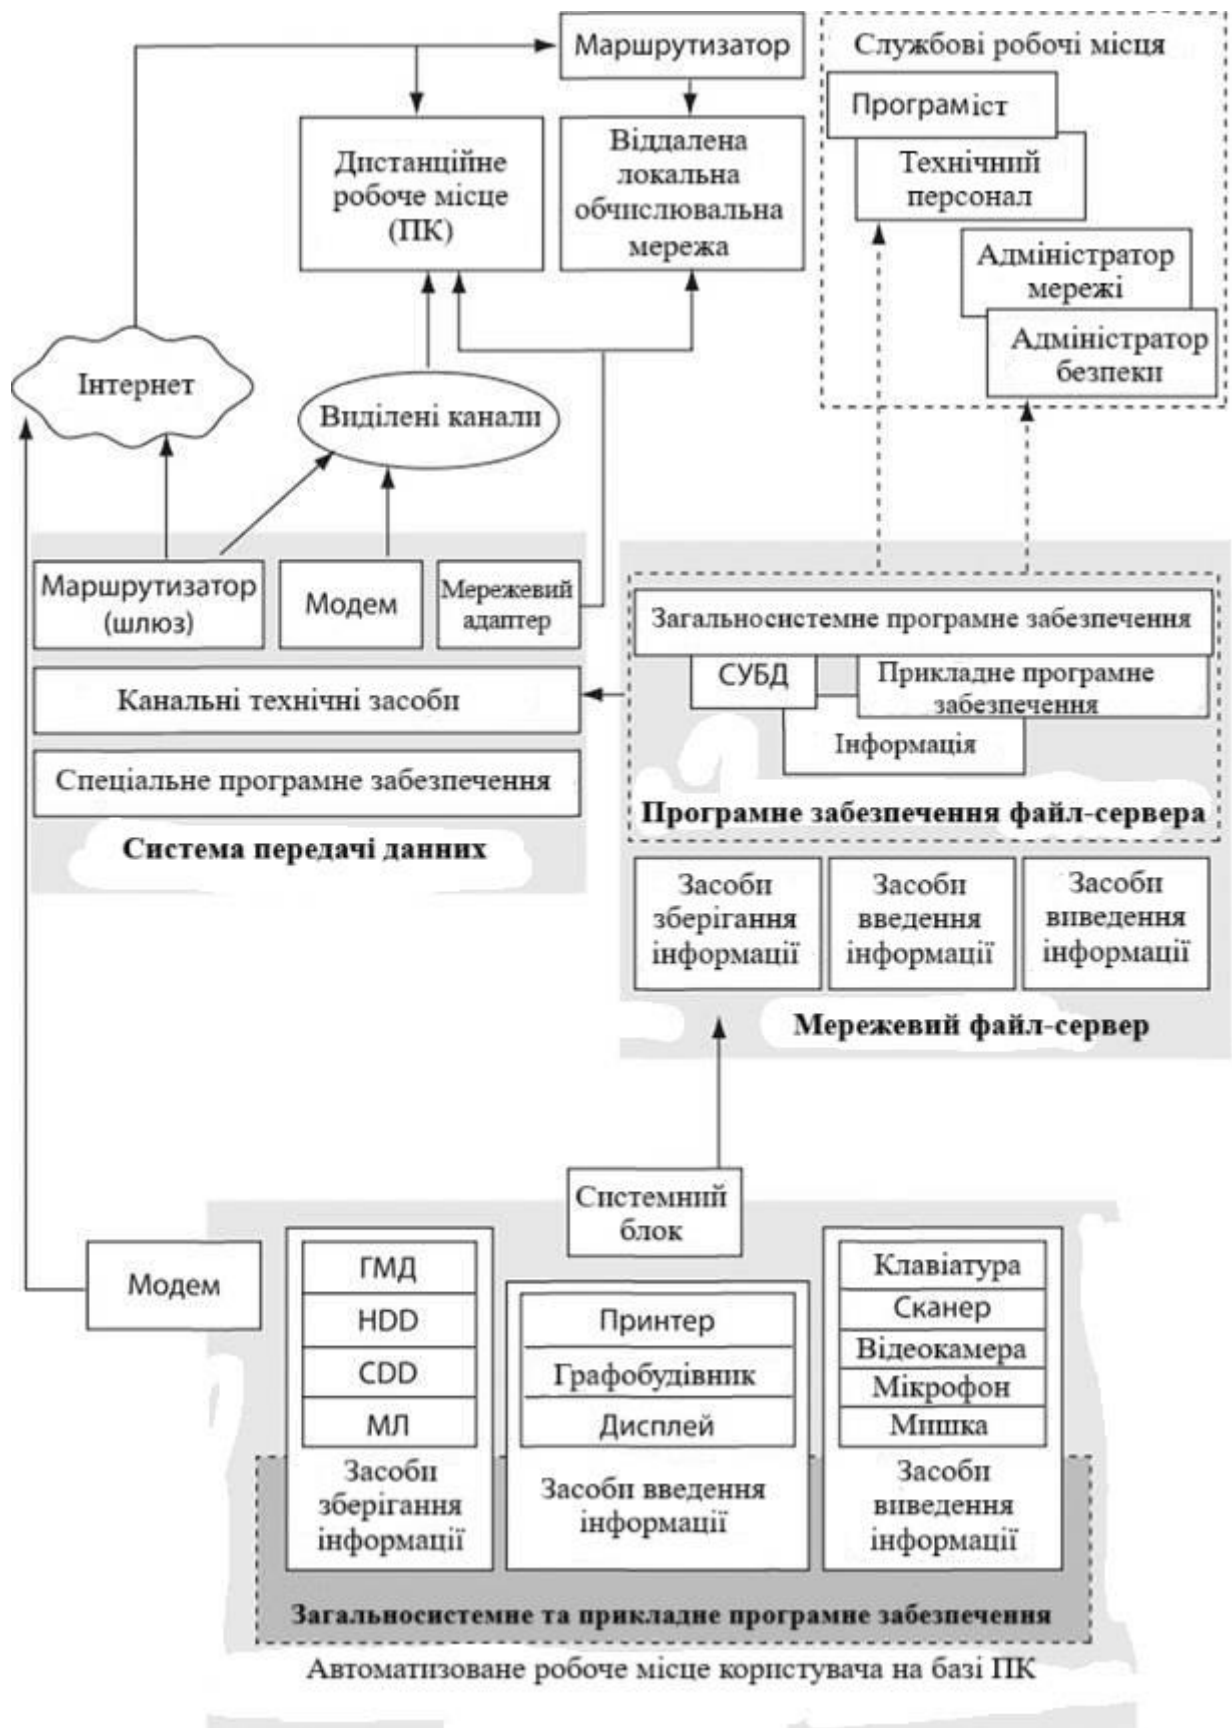 Маршрутизатор
Службові робочі місця
Програміст
Технічний
персонал
Дистанційне
робоче місце
(ПК)
Віддалена
локальна
обчислювальна
мережа
Адміністратор
мережі
Адміністратор
безпеки
Інтернет
Виділені канали
Маршрутизатор
(шлюз)
Модем
Мережевий
адаптер
Канальні технічні засоби
Спеціальне програмне забезпечення
Система передачі данних
Загальносистемне програмне забезпечення
СУБД
Прикладне програмне
забезпечення
Інформація
Програмне забезпечення файл-сервера
Засоби
зберігання
інформації
Засоби
введення
інформації
Засоби
виведення
інформації
Мережевий файл-сервер
Системний
блок
Модем
ГМД
HDD
CDD
МЛ
Засоби
зберігання
інформації
Принтер
Графобудівник
Дисплей
Засоби введення
інформації
Клавіатура
Сканер
Відеокамера
Мікрофон
Мишка
Засоби
виведення
інформації
Загальносистемне та прикладне програмне забезпечення
Автоматизоване робоче місце користувача на базі ПК